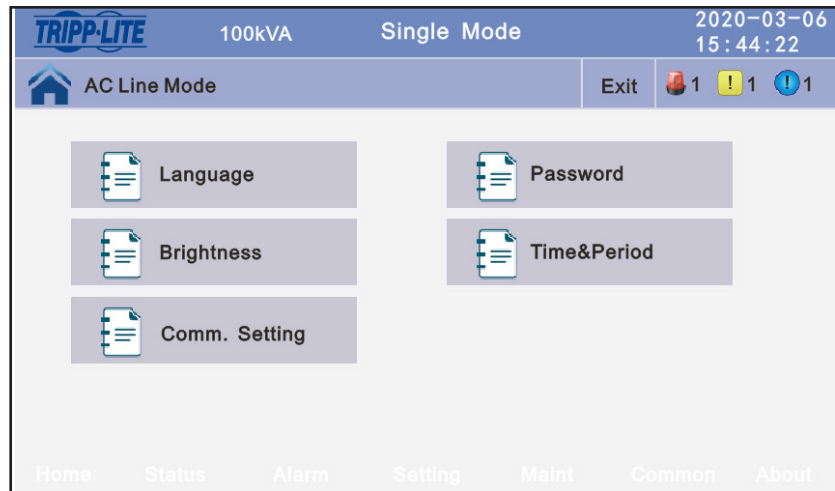 TRIPP·LITE 100kVA Single Mode 2020-03-06
15:44:22
AC Line Mode Exit 1 ! 1 ! 1
Language Password
Brightness Time&Period
Comm. Setting
Home Status Alarm Setting Maint Common About